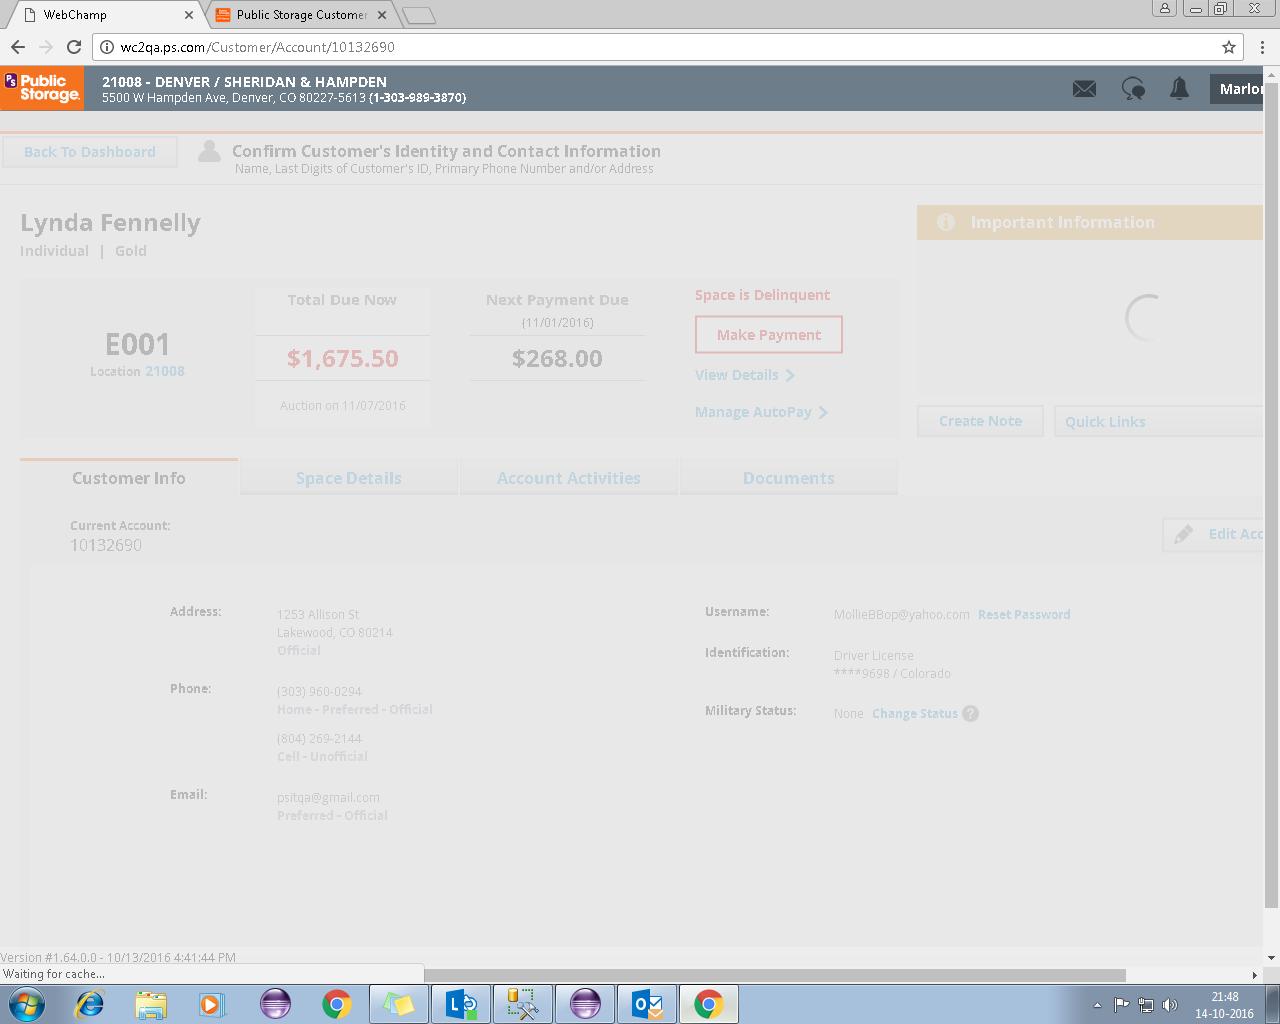 WebChamp
Public Storage Customer
wc2qa.ps.com/Customer/Account/10132690
PS Public Storage.
21008 - DENVER / SHERIDAN & HAMPDEN
5500 W Hampden Ave, Denver, CO 80227-5613 (1-303-989-3870)
Marlo
Back To Dashboard
Confirm Customer's Identity and Contact Information
Name, Last Digits of Customer's ID, Primary Phone Number and/or Address
Lynda Fennelly
Individual | Gold
Important Information
E001
Location 21008
Total Due Now
$1,675.50
Auction on 11/07/2016
Next Payment Due
(11/01/2016)
$268.00
Space is Delinquent
Make Payment
View Details
Manage AutoPay
Create Note
Quick Links
Customer Info
Space Details
Account Activities
Documents
Current Account:
10132690
Edit Acc
Address:
1253 Allison St
Lakewood, CO 80214
Official
Phone:
(303) 960-0294
Home - Preferred - Official
(804) 269-2144
Cell - Unofficial
Email:
psitqa@gmail.com
Preferred - Official
Username:
MollieBBop@yahoo.com Reset Password
Identification:
Driver License
****9698 / Colorado
Military Status:
None Change Status ?
Version #1.64.0.0 - 10/13/2016 4:41:44 PM
Waiting for cache...
21:48
14-10-2016